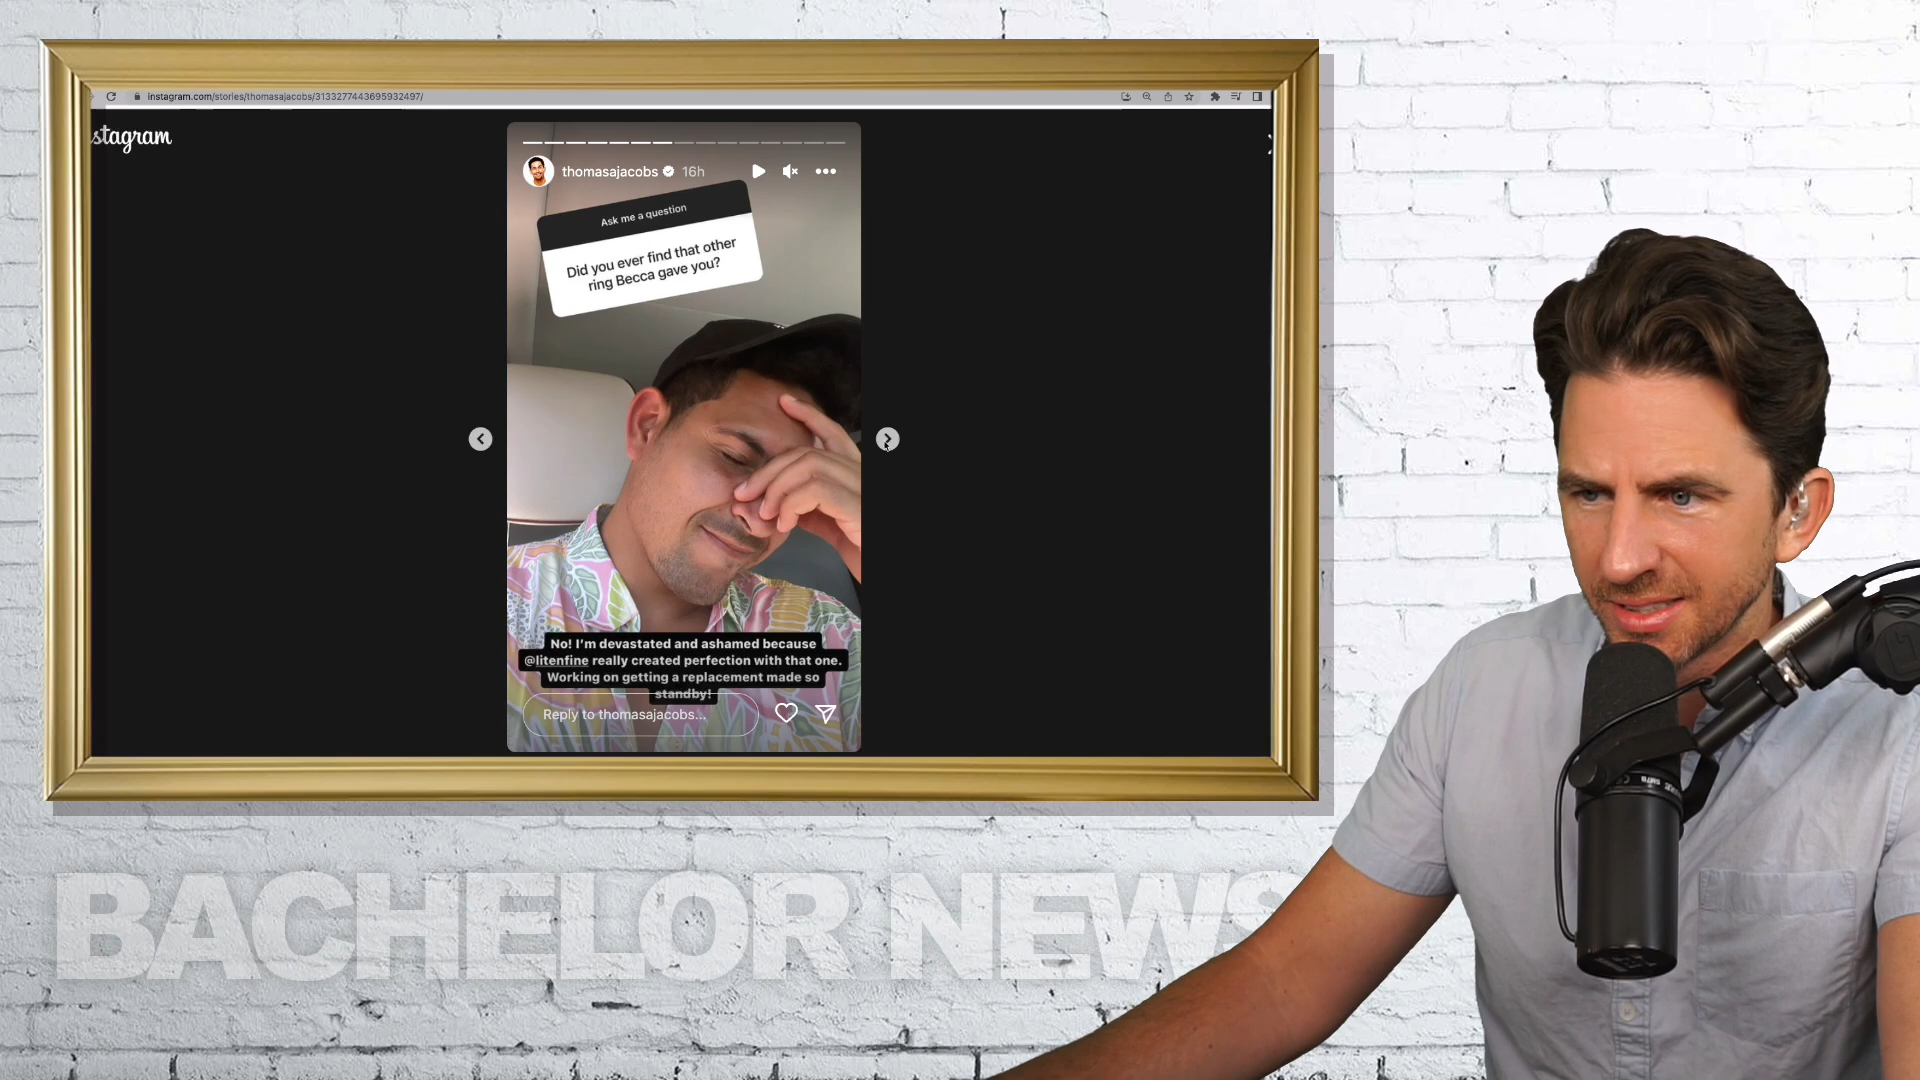 instagram.com/stories/thomasajacobs/3133277443695932497/
stagram
thomasajacobs 16h
Ask me a question
Did you ever find that other
ring Becca gave you?
No! I'm devastated and ashamed because
@litenfine really created perfection with that one.
Working on getting a replacement made so
standby!
Reply to thomasajacobs...
BACHELOR NEWS
SM7B